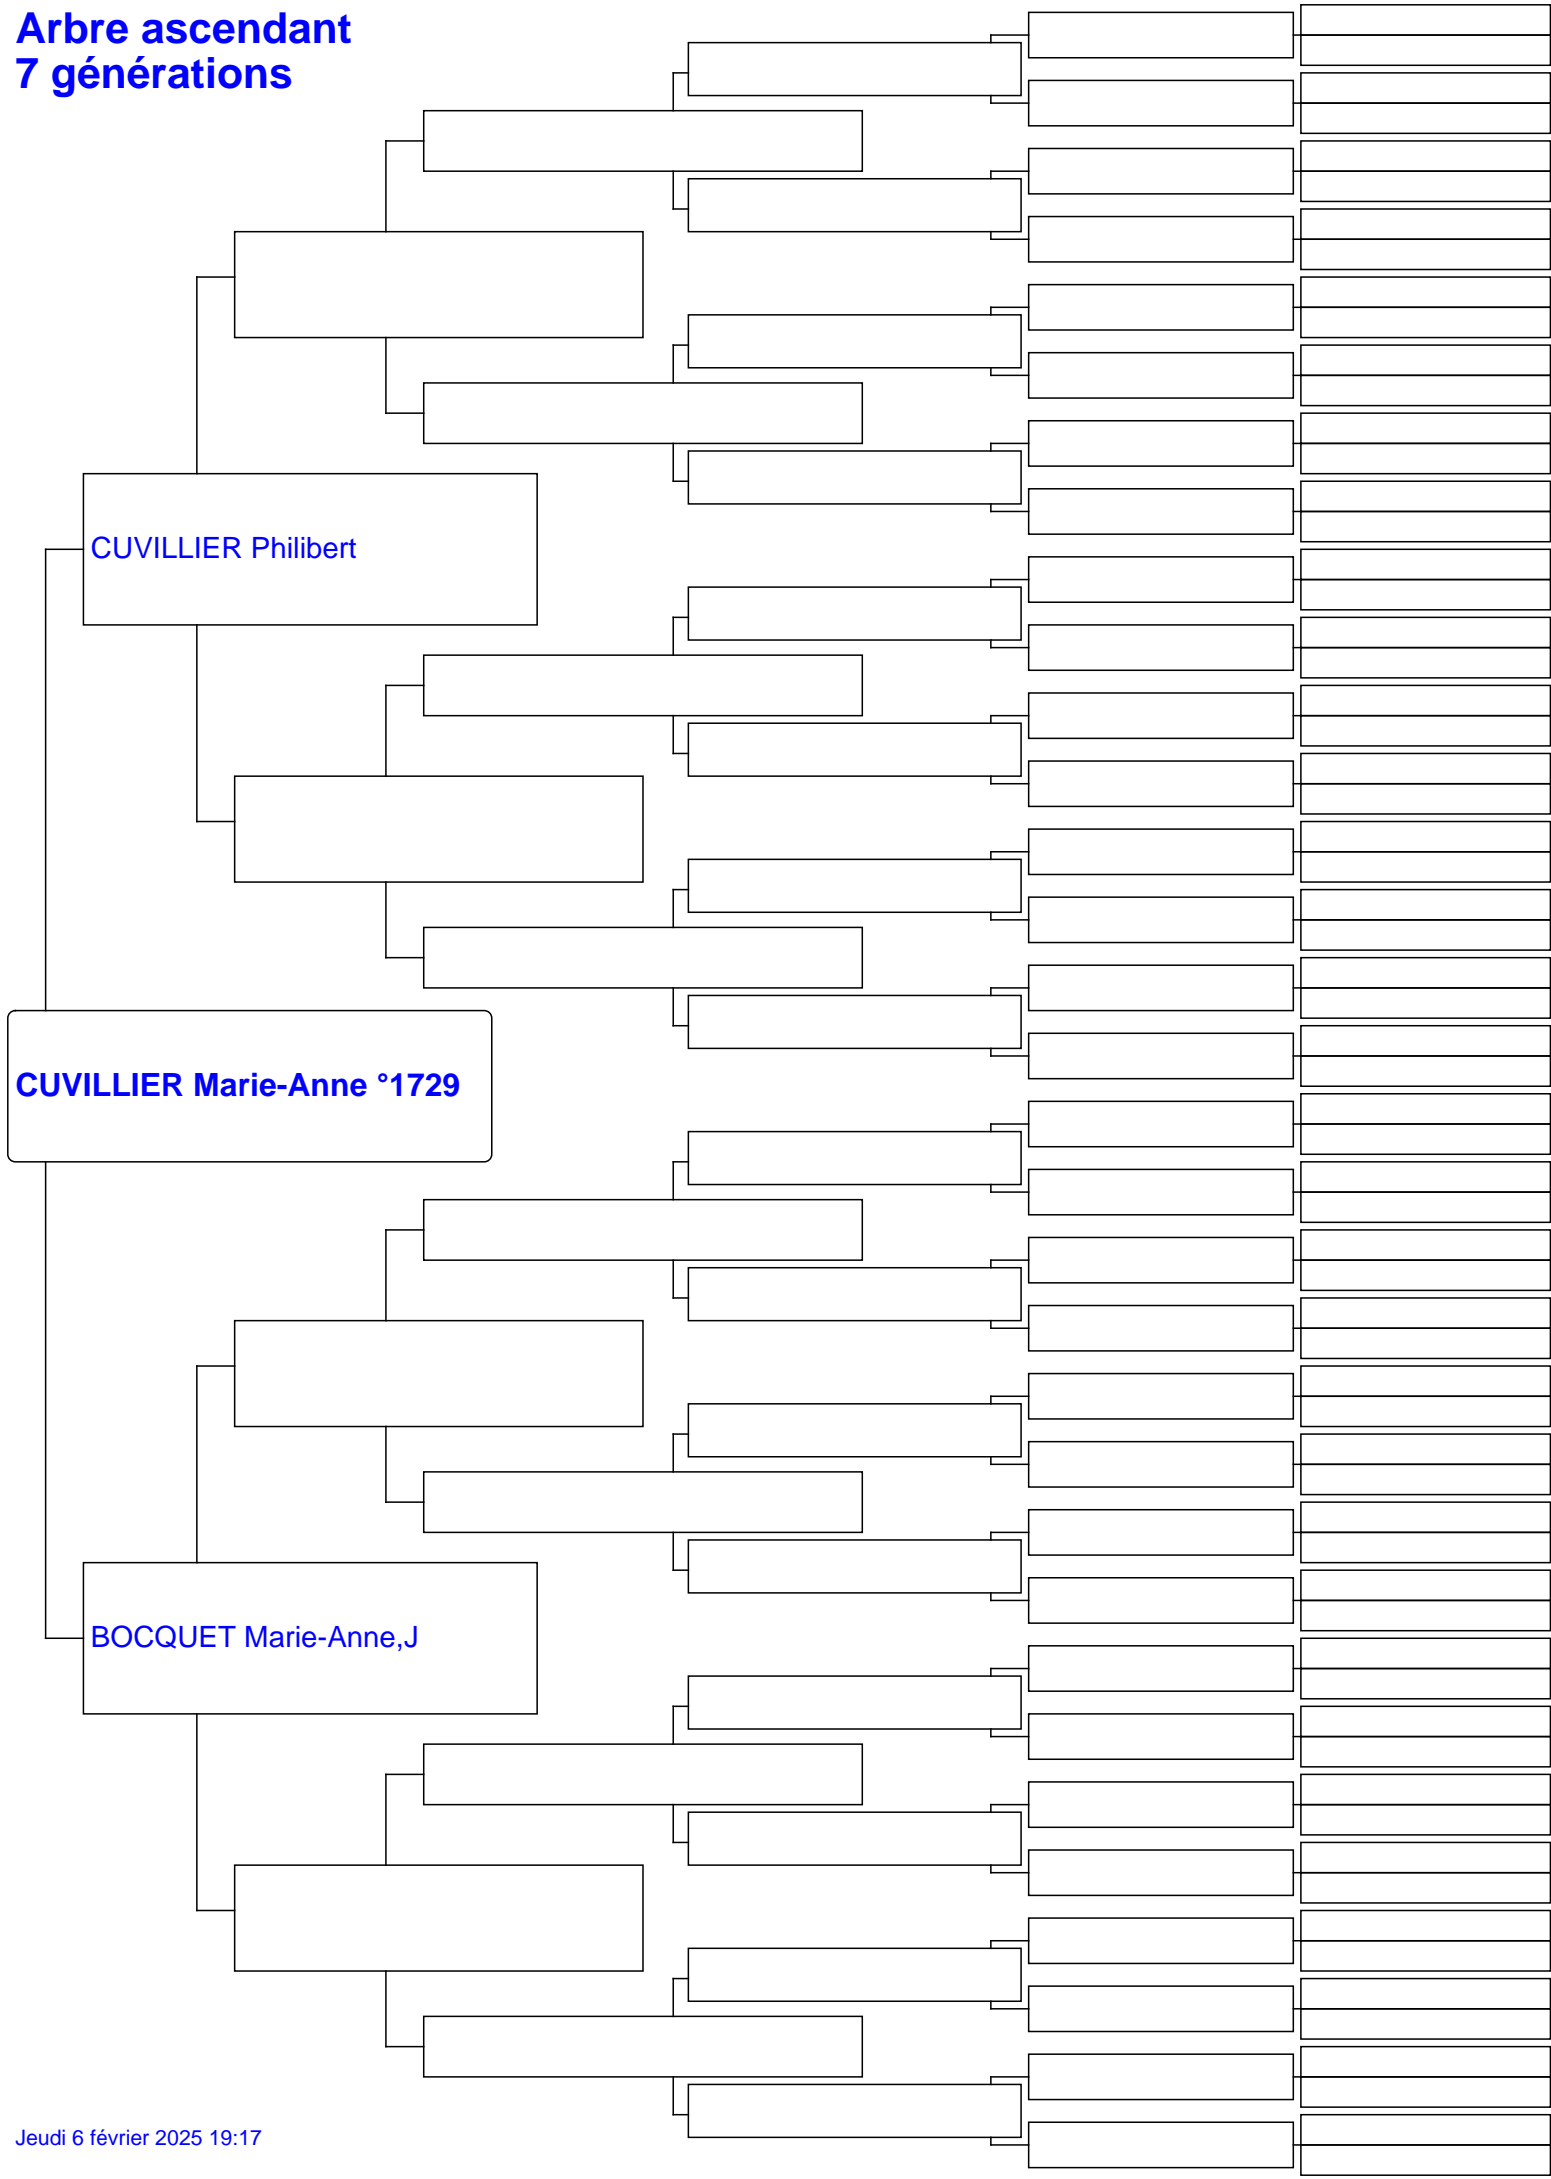 Arbre ascendant
7 générations
CUVILLIER Philibert
CUVILLIER Marie-Anne °1729
BOCQUET Marie-Anne,J
Jeudi 6 février 2025 19:17